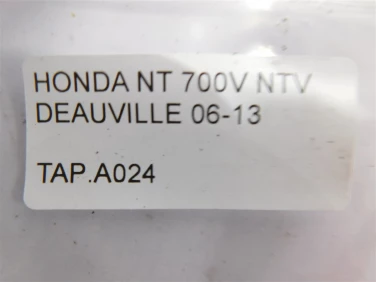 HONDA NT 700V NTV
DEAUVILLE 06-13
TAP.A024